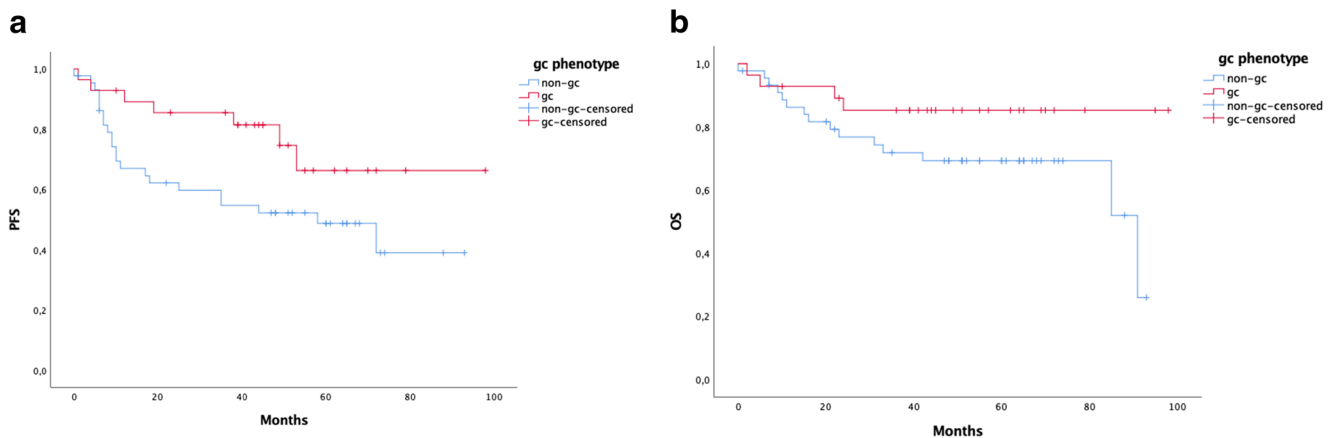 a
gc phenotype
non-gc
gc
non-gc-censored
gc-censored
1,0
0,8
0,6
0,4
0,2
0,0
PFS
0 20 40 60 80 100
Months
b
gc phenotype
non-gc
gc
non-gc-censored
gc-censored
1,0
0,8
0,6
0,4
0,2
0,0
OS
0 20 40 60 80 100
Months